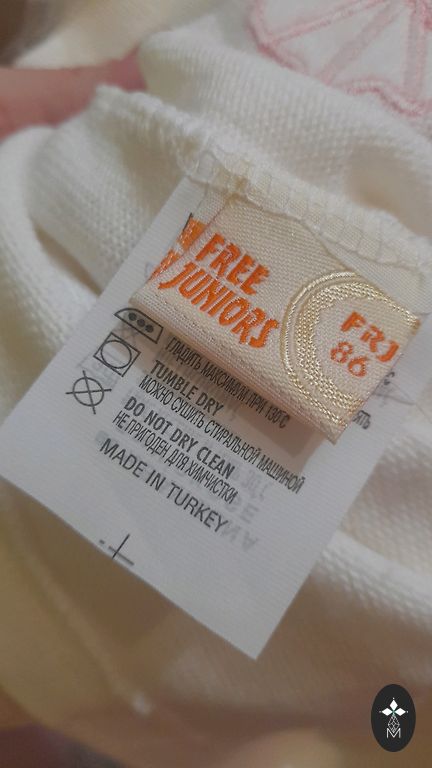 FREE
JUNIORS
FRJ
86
ГЛАДИТЬ МАКСИМУМ ПРИ 130°C
TUMBLE DRY
МОЖНО СУШИТЬ СТИРАЛЬНОЙ МАШИНОЙ
DO NOT DRY CLEAN
НЕ ПРИГОДЕН ДЛЯ ХИМЧИСТКИ
MADE IN TURKEY
M